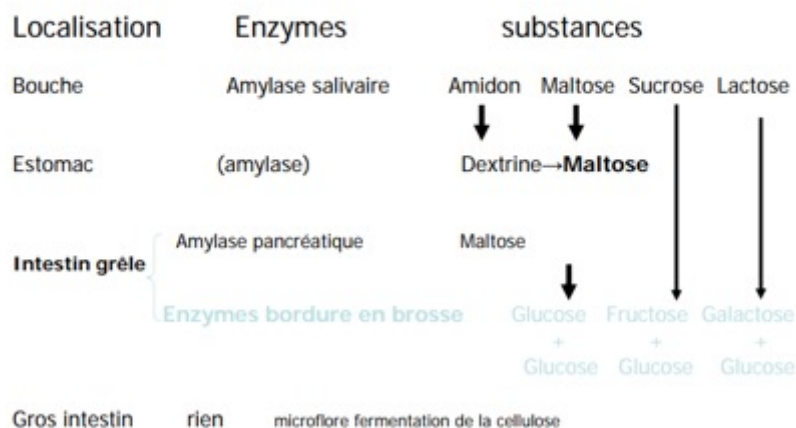 Localisation Enzymes substances
Bouche Amylase salivaire Amidon Maltose Sucrose Lactose
Estomac (amylase) Dextrine→Maltose
Amylase pancréatique Maltose
Intestin grêle
Enzymes bordure en brosse Glucose Fructose Galactose
+ + +
Glucose Glucose Glucose
Gros intestin rien microflore fermentation de la cellulose